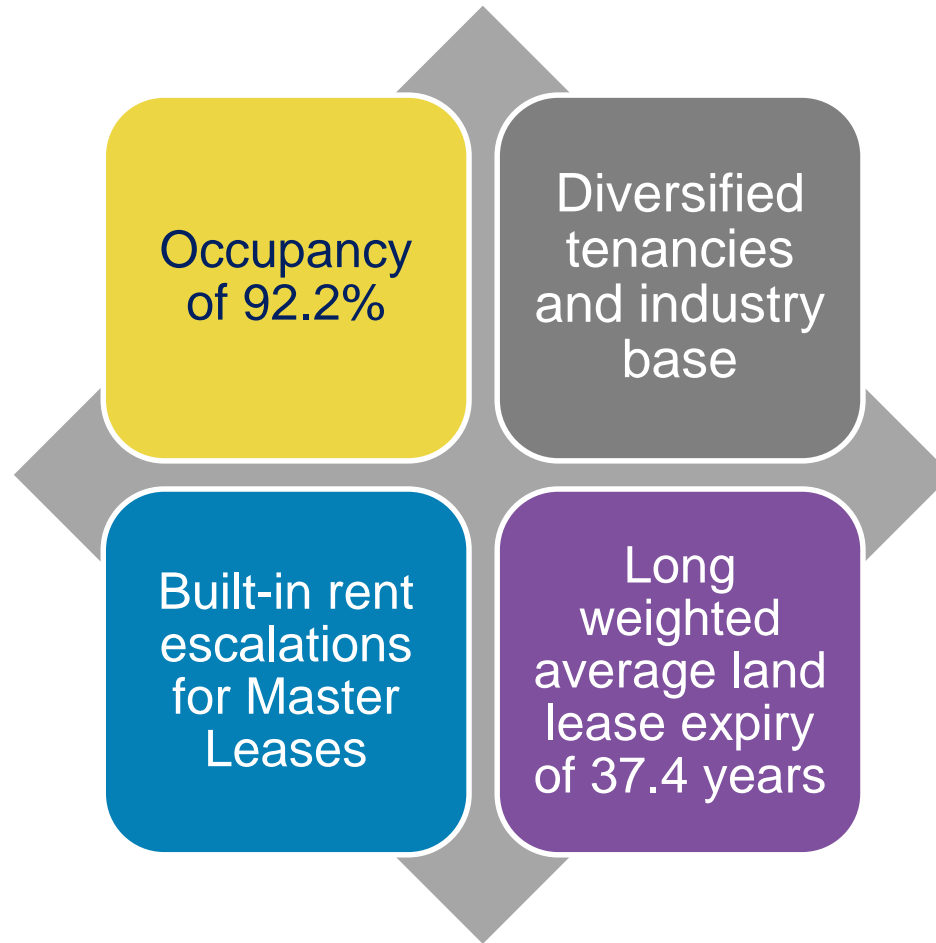 Occupancy
of 92.2%
Diversified
tenancies
and industry
base
Built-in rent
escalations
for Master
Leases
Long
weighted
average land
lease expiry
of 37.4 years